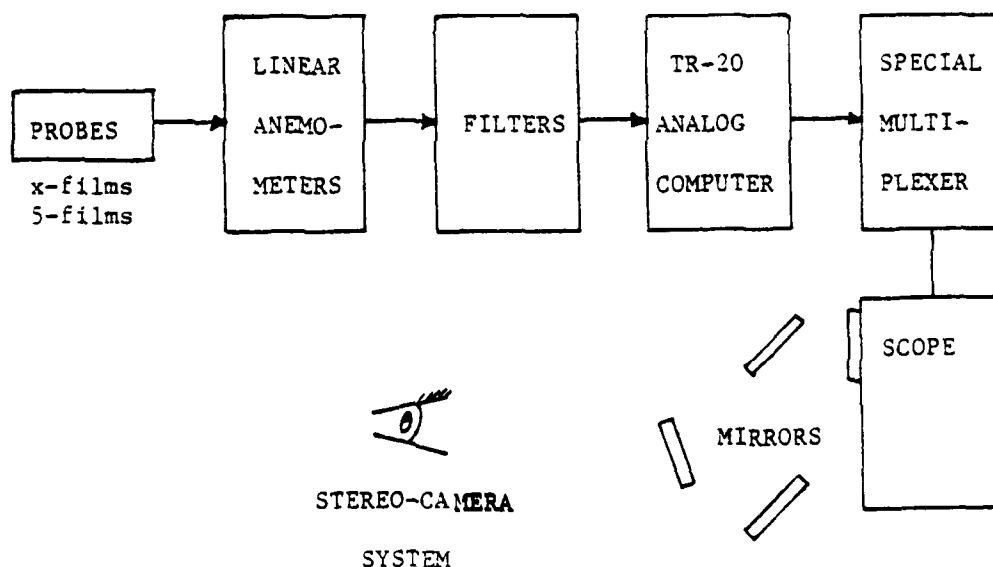 PROBES
x-films
5-films
LINEAR
ANEMO-
METERS
FILTERS
TR-20
ANALOG
COMPUTER
SPECIAL
MULTI-
PLEXER
SCOPE
MIRRORS
STEREO-CAMERA
SYSTEM